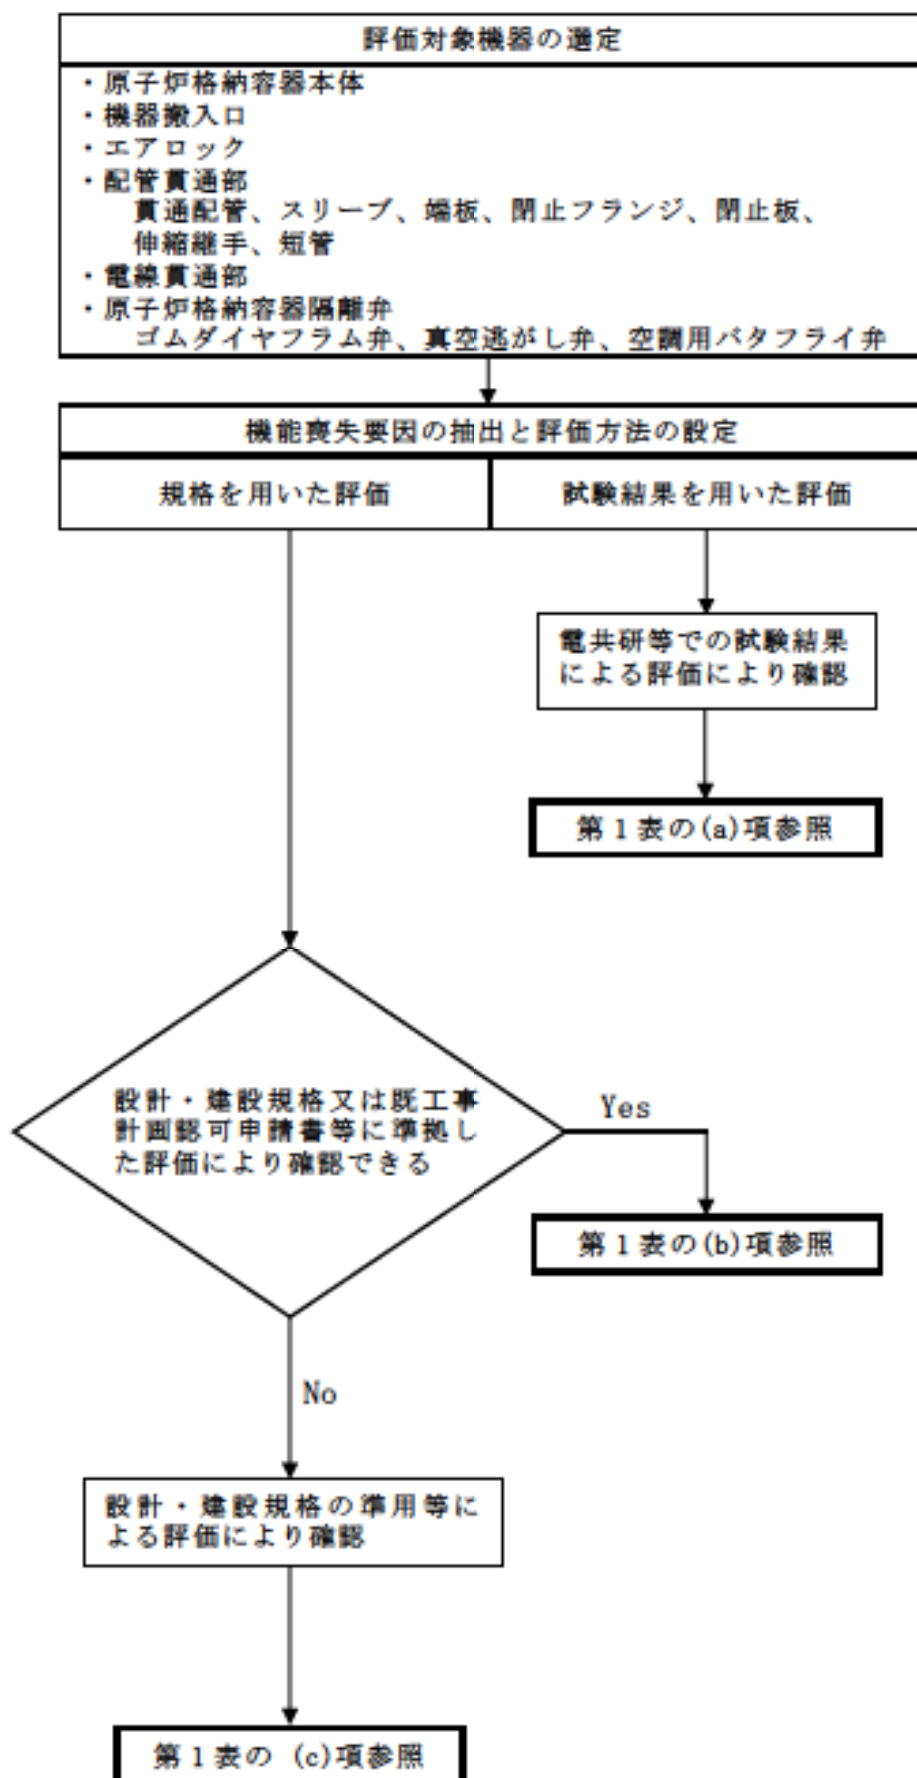 評価対象機器の選定
・原子炉格納容器本体
・機器搬入口
・エアロック
・配管貫通部
貫通配管、スリーブ、端板、閉止フランジ、閉止板、
伸縮継手、短管
・電線貫通部
・原子炉格納容器隔離弁
ゴムダイヤフラム弁、真空逃がし弁、空調用バタフライ弁
機能喪失要因の抽出と評価方法の設定
規格を用いた評価
試験結果を用いた評価
電共研等での試験結果
による評価により確認
第1表の(a)項参照
設計・建設規格又は既工事
計画認可申請書等に準拠し
た評価により確認できる
Yes
第1表の(b)項参照
No
設計・建設規格の準用等に
よる評価により確認
第1表の (c)項参照